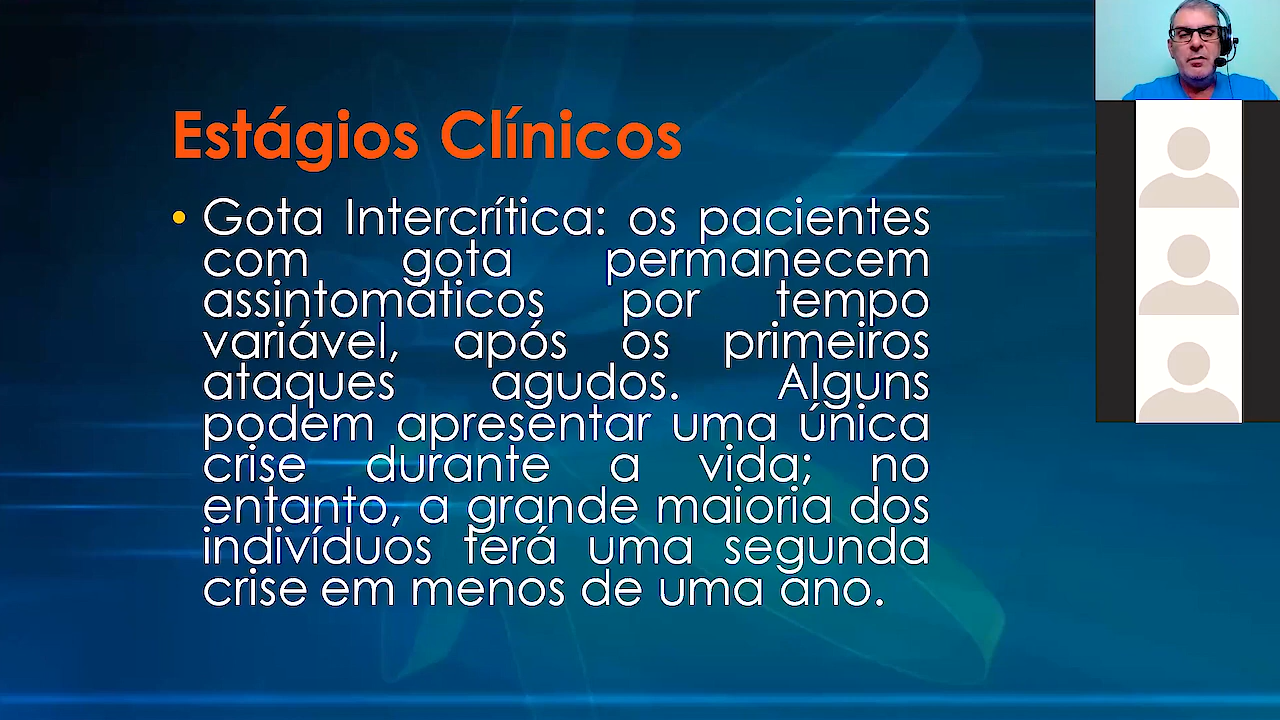 Estágios Clínicos
• Gota Intercrítica: os pacientes
com gota permanecem
assintomáticos por tempo
variável, após os primeiros
ataques agudos. Alguns
podem apresentar uma única
crise durante a vida; no
entanto, a grande maioria dos
indivíduos terá uma segunda
crise em menos de uma ano.